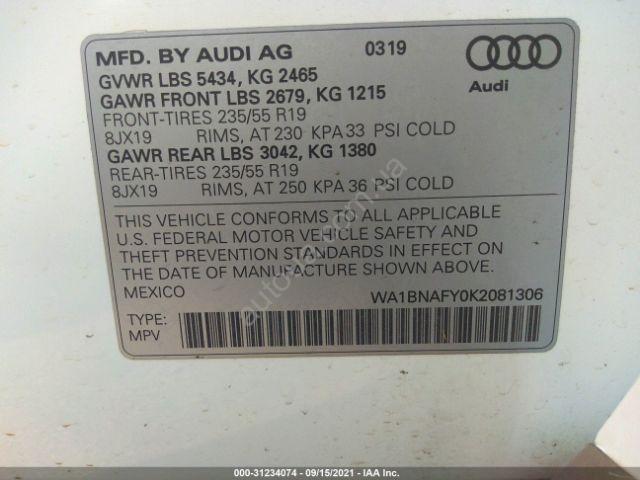 MFD. BY AUDI AG 0319
GVWR LBS 5434, KG 2465
GAWR FRONT LBS 2679, KG 1215
FRONT-TIRES 235/55 R19
8JX19 RIMS, AT 230 KPA 33 PSI COLD
GAWR REAR LBS 3042, KG 1380
REAR-TIRES 235/55 R19
8JX19 RIMS, AT 250 KPA 36 PSI COLD
Audi
THIS VEHICLE CONFORMS TO ALL APPLICABLE
U.S. FEDERAL MOTOR VEHICLE SAFETY AND
THEFT PREVENTION STANDARDS IN EFFECT ON
THE DATE OF MANUFACTURE SHOWN ABOVE.
MEXICO WA1BNAFY0K2081306
TYPE:
MPV
000-31234074 - 09/15/2021 - IAA Inc.